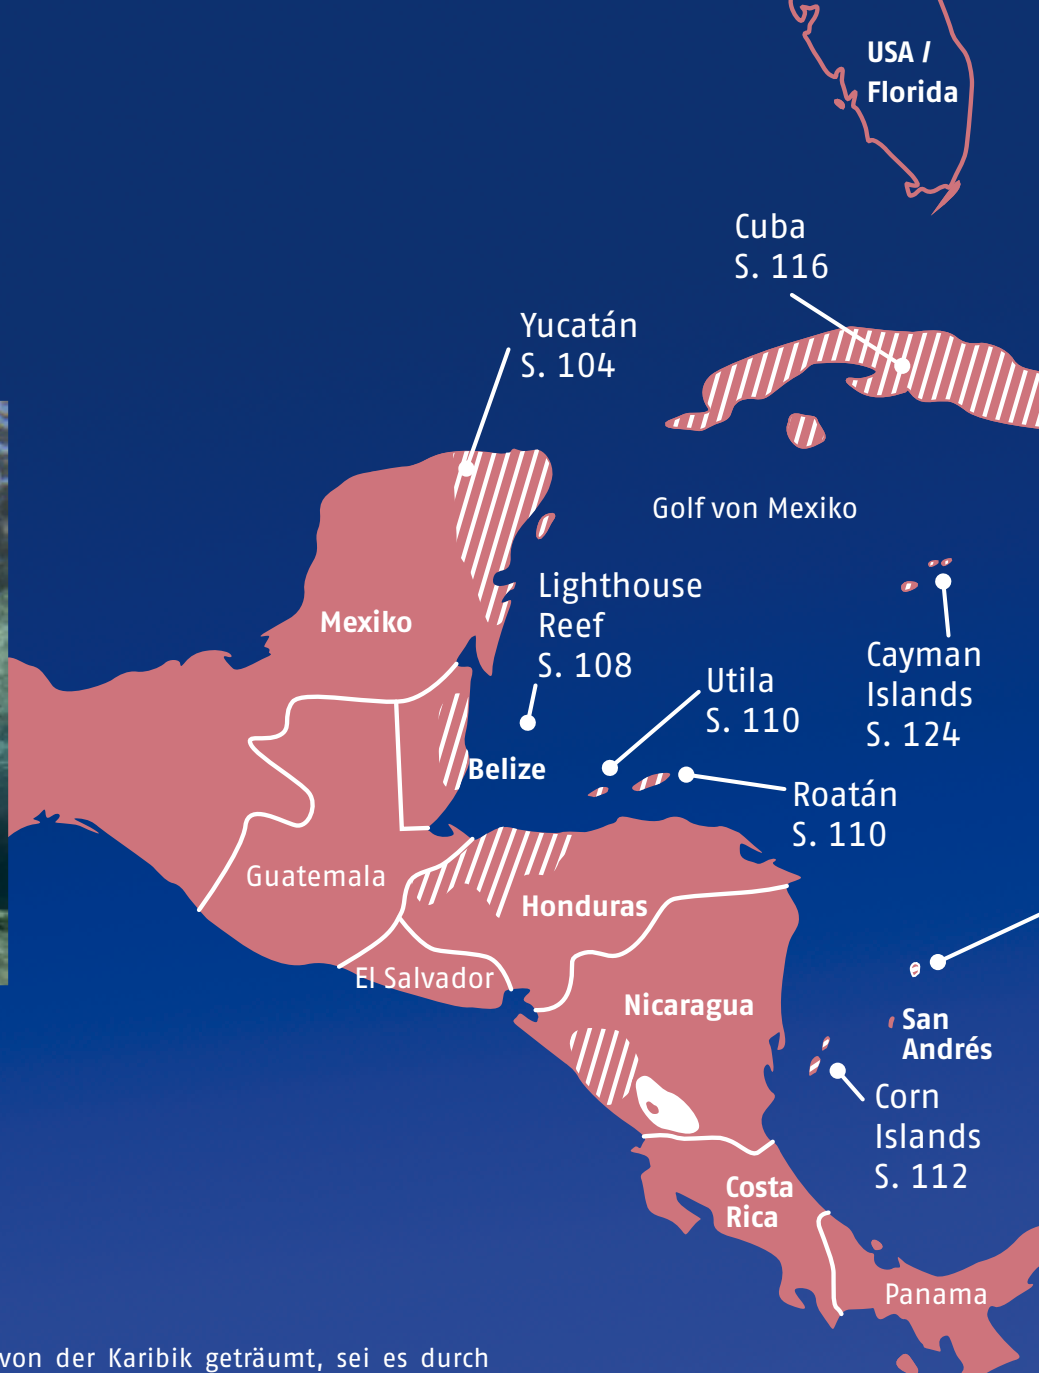 USA /
Florida
Cuba
S. 116
Yucatán
S. 104
Golf von Mexiko
Lighthouse
Reef
S. 108
Mexiko
Cayman
Islands
S. 124
Utila
S. 110
Belize
Roatán
S. 110
Guatemala
Honduras
El Salvador
Nicaragua
San
Andrés
Corn
Islands
S. 112
Costa
Rica
Panama
von der Karibik geträumt, sei es durch